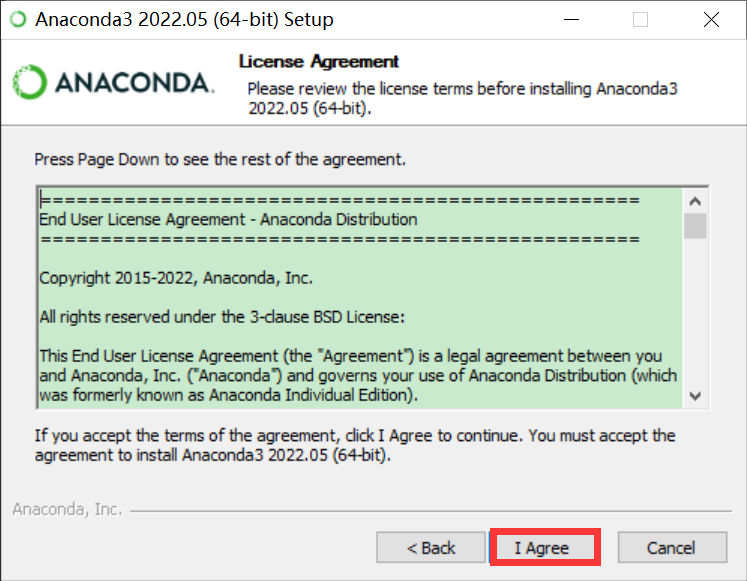 Anaconda3 2022.05 (64-bit) Setup
License Agreement
ANACONDA.
Please review the license terms before installing Anaconda3
2022.05 (64-bit).
Press Page Down to see the rest of the agreement.
==================================================
End User License Agreement - Anaconda Distribution
==================================================
Copyright 2015-2022, Anaconda, Inc.
All rights reserved under the 3-clause BSD License:
This End User License Agreement (the "Agreement") is a legal agreement between you
and Anaconda, Inc. ("Anaconda") and governs your use of Anaconda Distribution (which
was formerly known as Anaconda Individual Edition).
If you accept the terms of the agreement, click I Agree to continue. You must accept the
agreement to install Anaconda3 2022.05 (64-bit).
Anaconda, Inc.
< Back I Agree Cancel